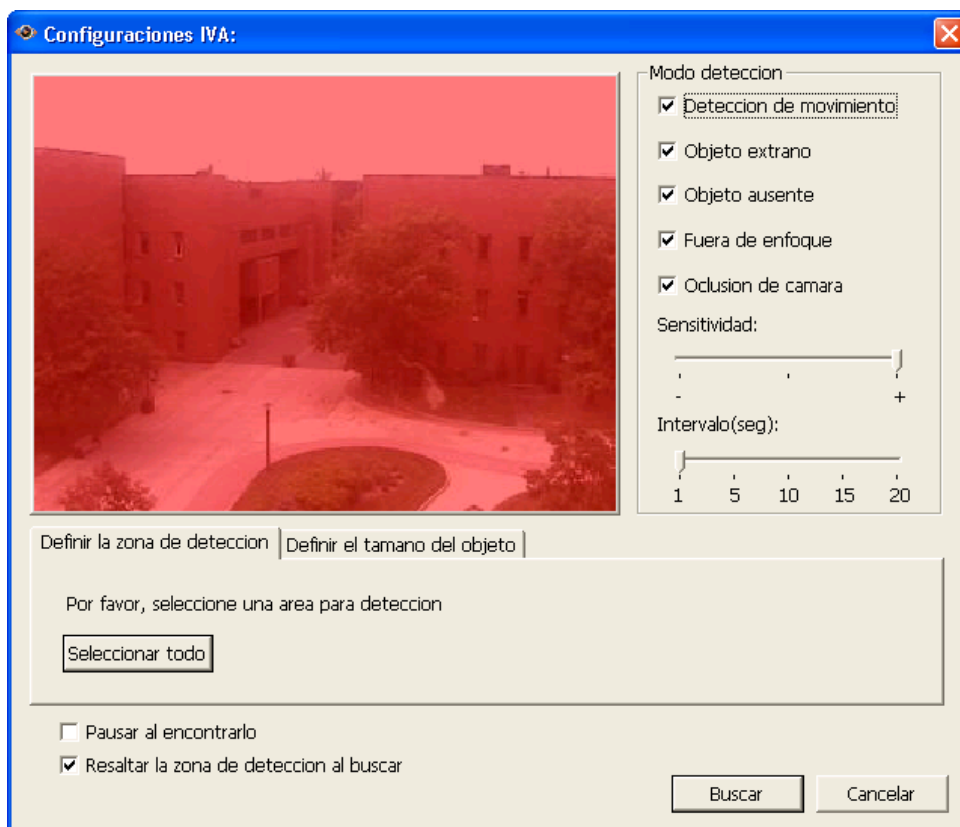 Configuraciones IVA:
Modo deteccion
Deteccion de movimiento
Objeto extrano
Objeto ausente
Fuera de enfoque
Oclusion de camara
Sensitividad:
- +
Intervalo(seg):
1 5 10 15 20
Definir la zona de deteccion Definir el tamano del objeto
Por favor, seleccione una area para deteccion
Seleccionar todo
Pausar al encontrarlo
Resaltar la zona de deteccion al buscar
Buscar Cancelar